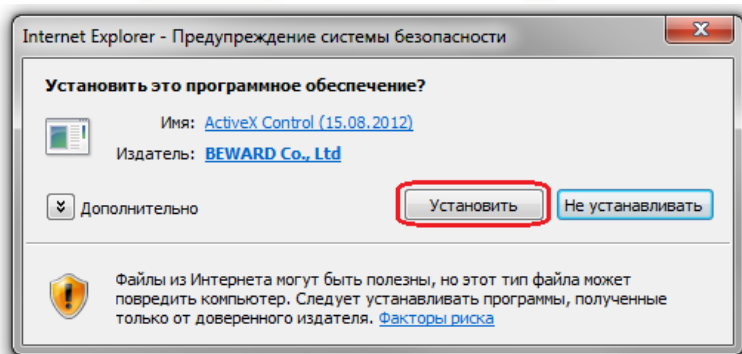 Internet Explorer - Предупреждение системы безопасности
Установить это программное обеспечение?
Имя: ActiveX Control (15.08.2012)
Издатель: BEWARD Co., Ltd
Дополнительно
Установить
Не устанавливать
Файлы из Интернета могут быть полезны, но этот тип файла может
повредить компьютер. Следует устанавливать программы, полученные
только от доверенного издателя. Факторы риска